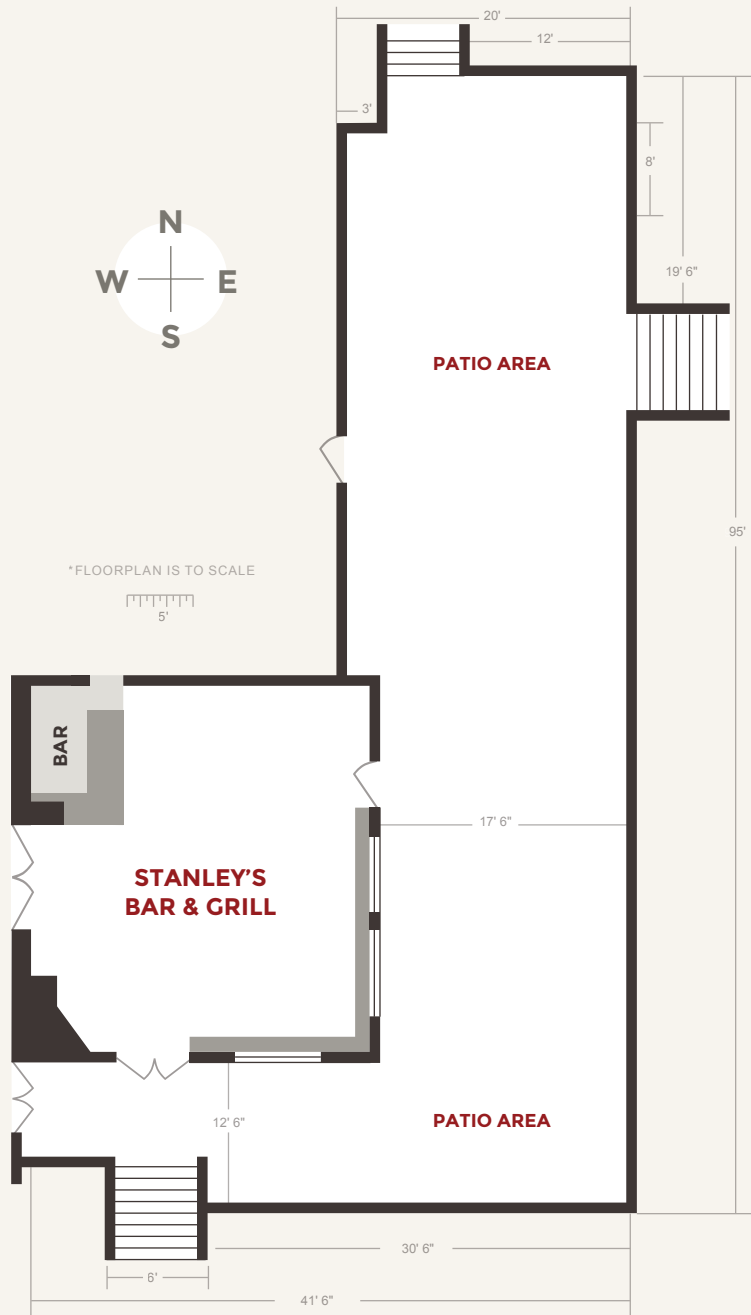 20'
12'
3'
8'
N
W E
S
19' 6"
PATIO AREA
95'
*FLOORPLAN IS TO SCALE
5'
BAR
17' 6"
STANLEY'S
BAR & GRILL
12' 6"
PATIO AREA
30' 6"
6'
41' 6"